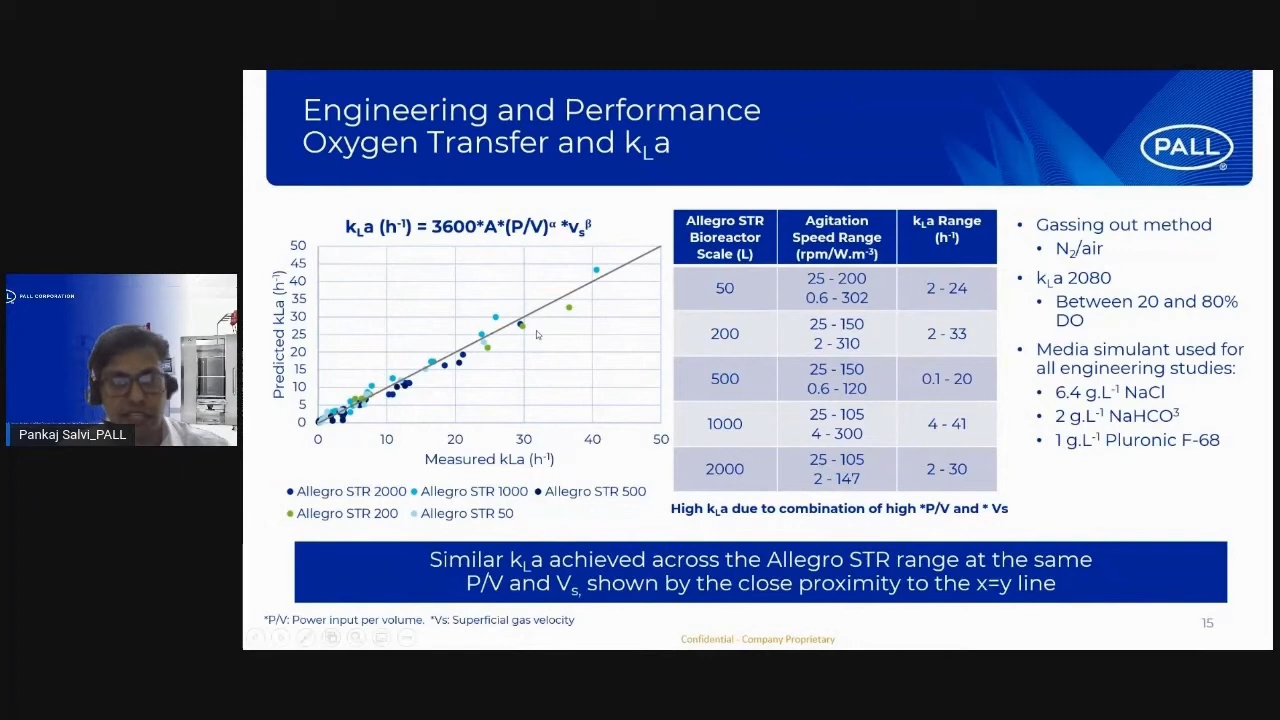 Engineering and Performance
Oxygen Transfer and kLa
PALL
®
kLa (h-1) = 3600*A*(P/V)α *vsβ
50
45
40
35
30
25
20
15
10
5
0
Predicted kLa (h-1)
0 10 20 30 40 50
Measured kLa (h-1)
Allegro STR 2000 Allegro STR 1000 Allegro STR 500
Allegro STR 200 Allegro STR 50
Allegro STR Bioreactor Scale (L) Agitation Speed Range (rpm/W.m-3) kLa Range (h-1)
50 25 - 200 0.6 - 302 2 - 24
200 25 - 150 2 - 310 2 - 33
500 25 - 150 0.6 - 120 0.1 - 20
1000 25 - 105 4 - 300 4 - 41
2000 25 - 105 2 - 147 2 - 30
High kLa due to combination of high *P/V and * Vs
• Gassing out method
• N2/air
• kLa 2080
• Between 20 and 80%
DO
• Media simulant used for
all engineering studies:
• 6.4 g.L-1 NaCl
• 2 g.L-1 NaHCO3
• 1 g.L-1 Pluronic F-68
Similar kLa achieved across the Allegro STR range at the same
P/V and Vs, shown by the close proximity to the x=y line
*P/V: Power input per volume. *Vs: Superficial gas velocity
15
Confidential - Company Proprietary
PALL CORPORATION
Pankaj Salvi_PALL